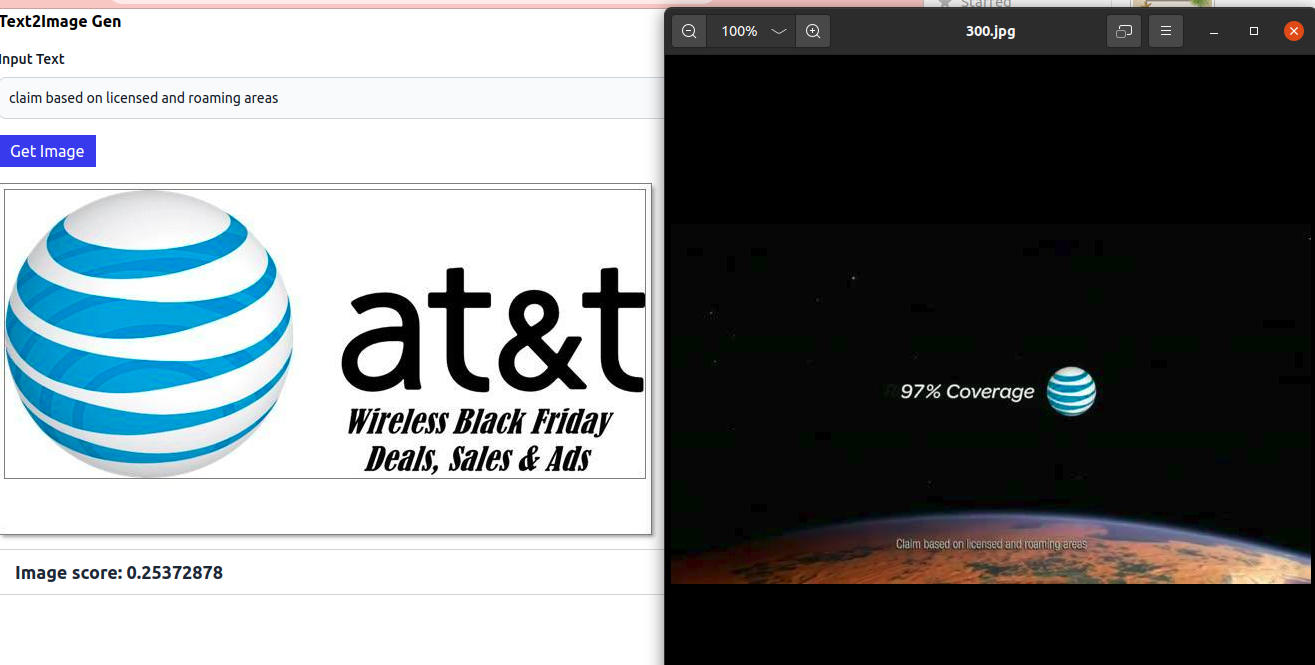 Text2Image Gen
Input Text
claim based on licensed and roaming areas
Get Image
at&t
Wireless Black Friday
Deals, Sales & Ads
Image score: 0.25372878
Starred
100%
300.jpg
97% Coverage
Claim based on licensed and roaming areas